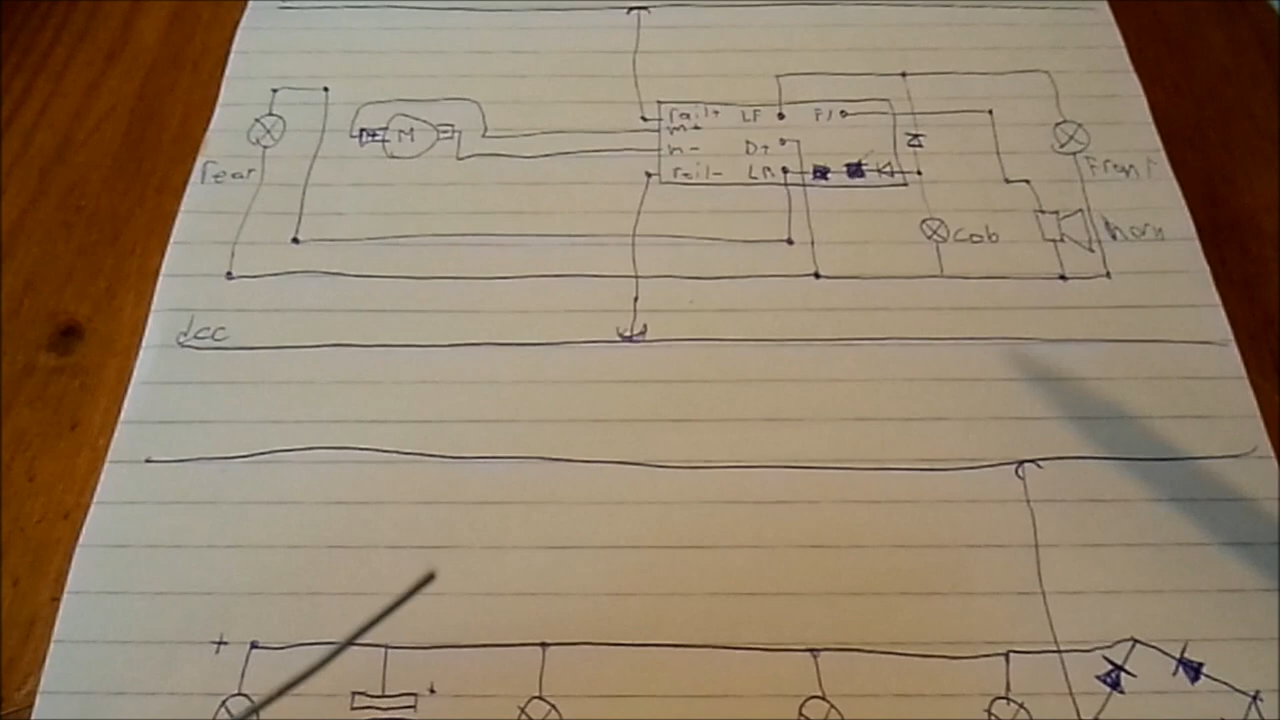 rail+ LF F/o
m+
M
D+
m-
rear
rail- LR
Front
cab
horn
dcc
+
+